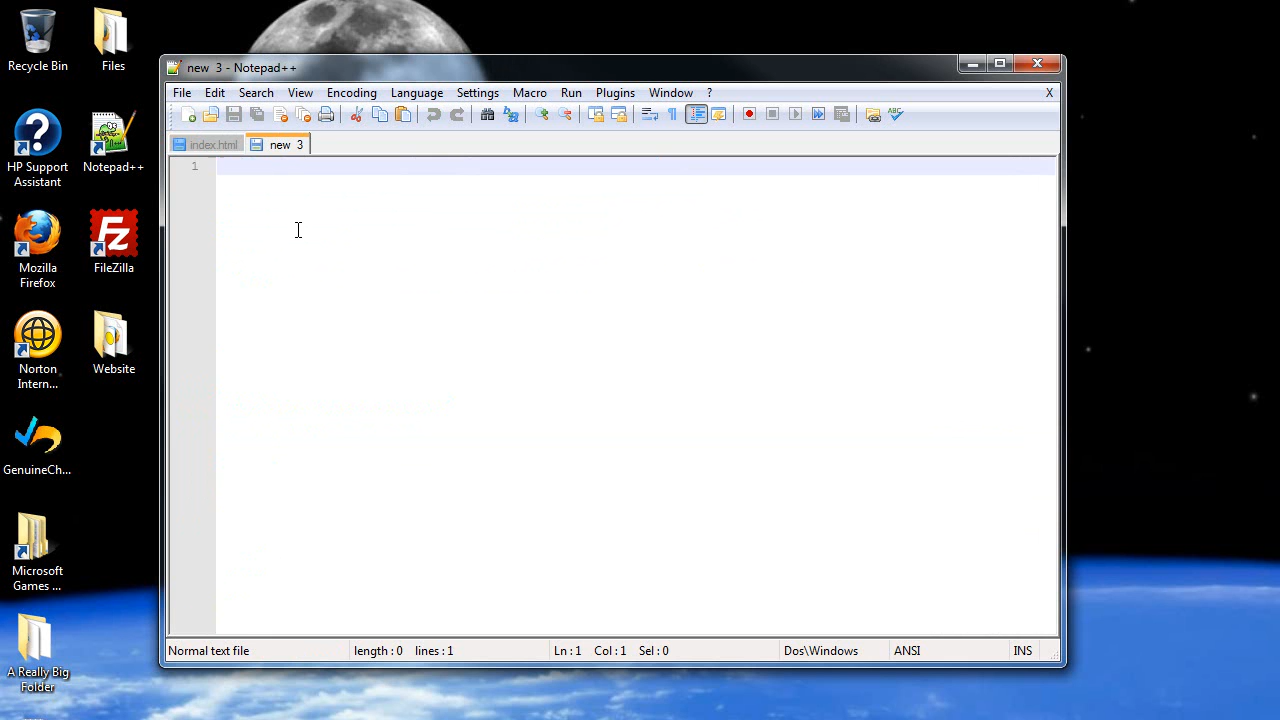 Recycle Bin
Files
HP Support
Assistant
Notepad++
Mozilla
Firefox
FileZilla
Norton
Intern...
Website
GenuineCh...
Microsoft
Games ...
A Really Big
Folder
new 3 - Notepad++
File Edit Search View Encoding Language Settings Macro Run Plugins Window ? X
index.html new 3
1
Normal text file length : 0 lines : 1 Ln : 1 Col : 1 Sel : 0 Dos\Windows ANSI INS